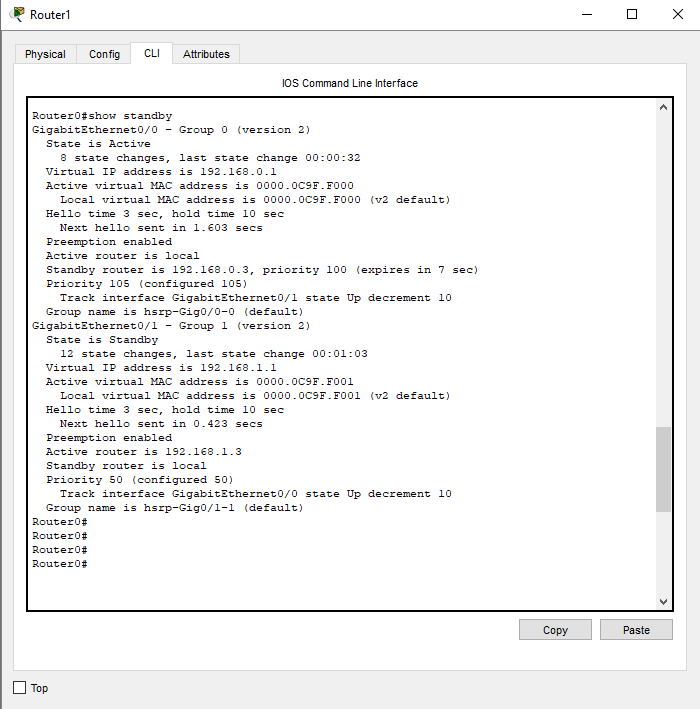 Router1
Physical
Config
CLI
Attributes
IOS Command Line Interface
Router0#show standby
GigabitEthernet0/0 - Group 0 (version 2)
State is Active
8 state changes, last state change 00:00:32
Virtual IP address is 192.168.0.1
Active virtual MAC address is 0000.0C9F.F000
Local virtual MAC address is 0000.0C9F.F000 (v2 default)
Hello time 3 sec, hold time 10 sec
Next hello sent in 1.603 secs
Preemption enabled
Active router is local
Standby router is 192.168.0.3, priority 100 (expires in 7 sec)
Priority 105 (configured 105)
Track interface GigabitEthernet0/1 state Up decrement 10
Group name is hsrp-Gig0/0-0 (default)
GigabitEthernet0/1 - Group 1 (version 2)
State is Standby
12 state changes, last state change 00:01:03
Virtual IP address is 192.168.1.1
Active virtual MAC address is 0000.0C9F.F001
Local virtual MAC address is 0000.0C9F.F001 (v2 default)
Hello time 3 sec, hold time 10 sec
Next hello sent in 0.423 secs
Preemption enabled
Active router is 192.168.1.3
Standby router is local
Priority 50 (configured 50)
Track interface GigabitEthernet0/0 state Up decrement 10
Group name is hsrp-Gig0/1-1 (default)
Router0#
Router0#
Router0#
Router0#
Copy
Paste
Top